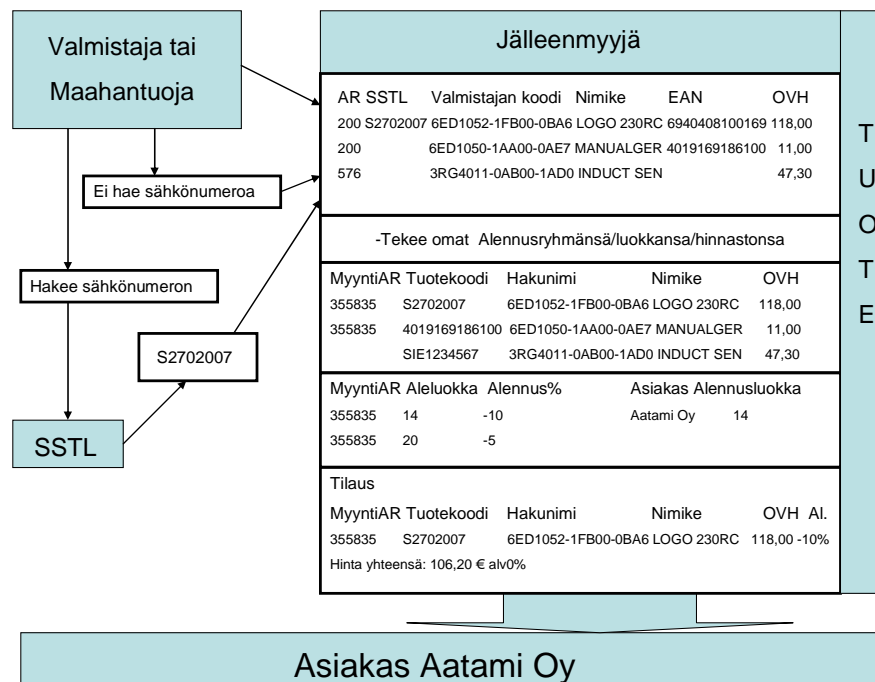 Valmistaja tai
Maahantuoja
Ei hae sähkönumeroa
Hakee sähkönumeron
S2702007
SSTL
Jälleenmyyjä
AR SSTL Valmistajan koodi Nimike EAN OVH
200 S2702007 6ED1052-1FB00-0BA6 LOGO 230RC 6940408100169 118,00
200 6ED1050-1AA00-0AE7 MANUALGER 4019169186100 11,00
576 3RG4011-0AB00-1AD0 INDUCT SEN 47,30
-Tekee omat Alennusryhmänsä/luokkansa/hinnastonsa
MyyntiAR Tuotekoodi Hakunimi Nimike OVH
355835 S2702007 6ED1052-1FB00-0BA6 LOGO 230RC 118,00
355835 4019169186100 6ED1050-1AA00-0AE7 MANUALGER 11,00
SIE1234567 3RG4011-0AB00-1AD0 INDUCT SEN 47,30
MyyntiAR Aleluokka Alennus% Asiakas Alennusluokka
355835 14 -10 Aatami Oy 14
355835 20 -5
Tilaus
MyyntiAR Tuotekoodi Hakunimi Nimike OVH Al.
355835 S2702007 6ED1052-1FB00-0BA6 LOGO 230RC 118,00 -10%
Hinta yhteensä: 106,20 € alv0%
T
U
O
T
E
Asiakas Aatami Oy